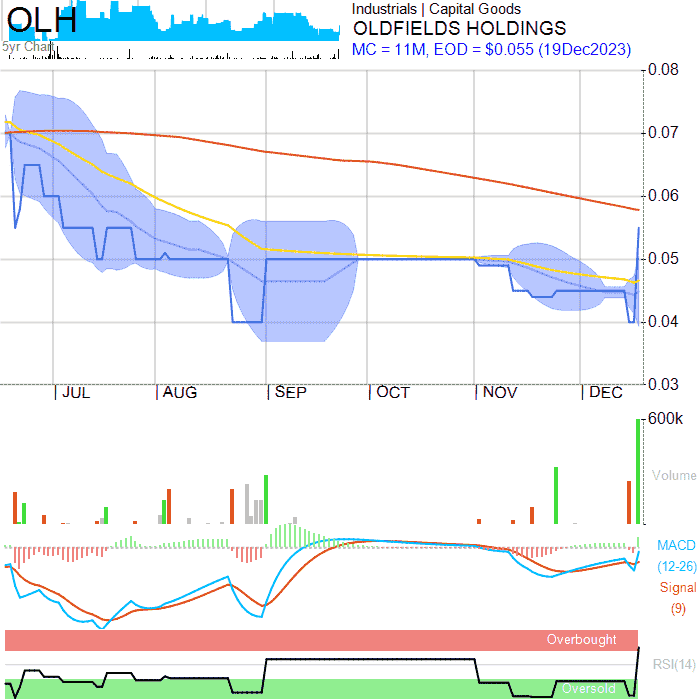 OLH
5yr Chart
Industrials | Capital Goods
OLDFIELDS HOLDINGS
MC = 11M, EOD = $0.055 (19Dec2023)
0.08
0.07
0.06
0.05
0.04
0.03
JUL
AUG
SEP
OCT
NOV
DEC
600k
Volume
MACD
(12-26)
Signal
(9)
Overbought
RSI(14)
Oversold